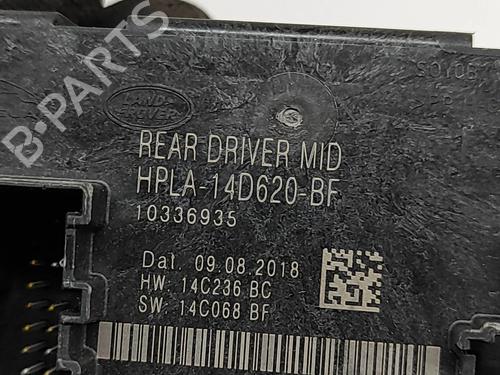 LAND-
ROVER
REAR DRIVER MID
HPLA-14D620-BF
10336935
Dat. 09.08.2018
HW: 14C236 BC
SW: 14C068 BF
B-PARTS